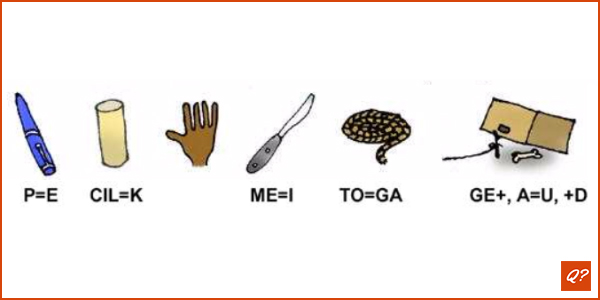 P=E CIL=K ME=I TO=GA GE+, A=U, +D
Q?